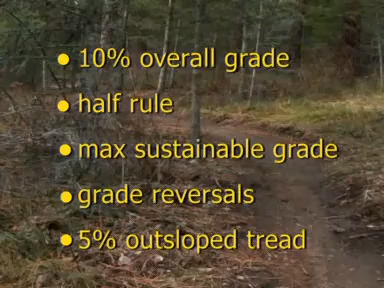 • 10% overall grade
• half rule
• max sustainable grade
• grade reversals
• 5% outsloped tread